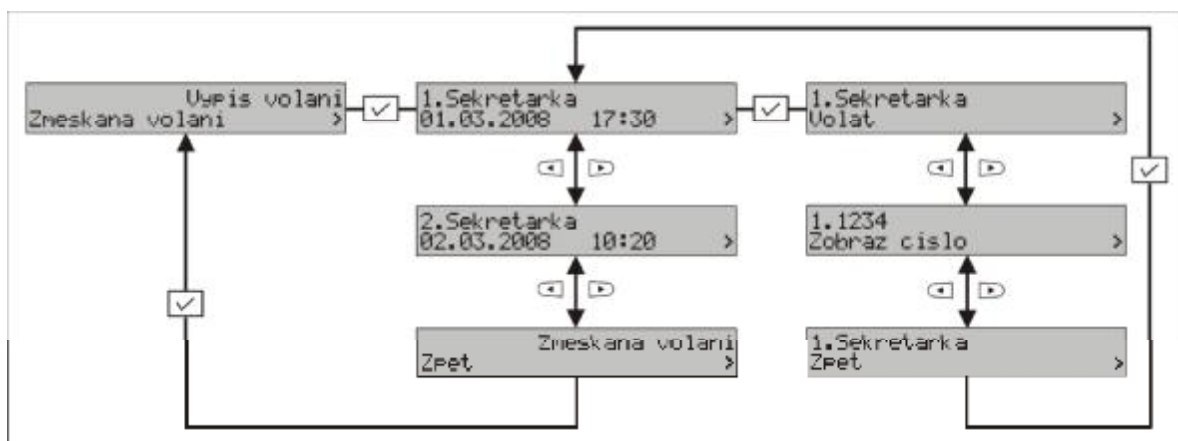 Vypis volani
Zmeskana volani >
1.Sekretarka
01.03.2008 17:30 >
1.Sekretarka
Volat >
2.Sekretarka
02.03.2008 10:20 >
1.1234
Zobraz cislo >
Zmeskana volani
Zpet >
1.Sekretarka
Zpet >